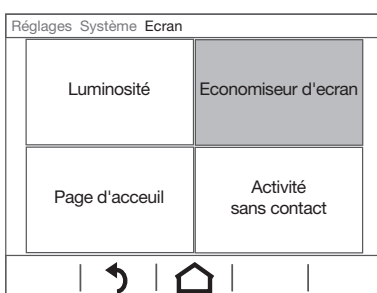 Réglages Système Ecran
Luminosité
Economiseur d'ecran
Page d'acceuil
Activité
sans contact